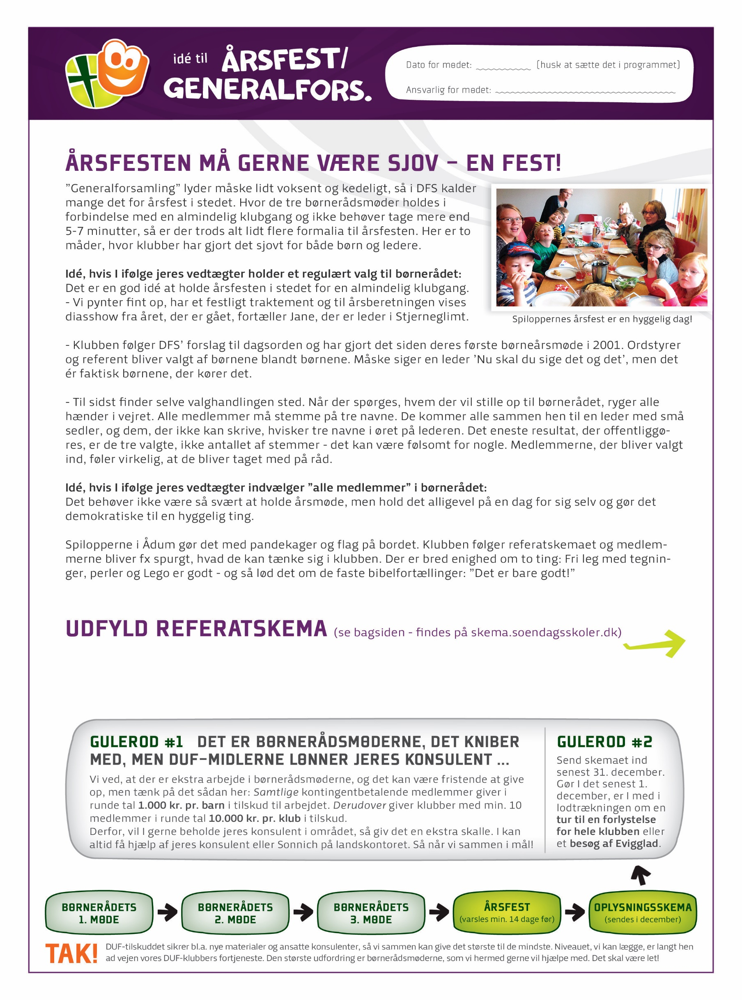 idé til ÅRSFEST/
GENERALFORS.
Dato for mødet: (husk at sætte det i programmet)
Ansvarlig for mødet:
ÅRSFESTEN MÅ GERNE VÆRE SJOV – EN FEST!
”Generalforsamling” lyder måske lidt voksent og kedeligt, så i DFS kalder
mange det for årsfest i stedet. Hvor de tre børnerådsmøder holdes i
forbindelse med en almindelig klubgang og ikke behøver tage mere end
5-7 minutter, så er der trods alt lidt flere formalia til årsfesten. Her er to
måder, hvor klubber har gjort det sjovt for både børn og ledere.
Idé, hvis I ifølge jeres vedtægter holder et regulært valg til børnerådet:
Det er en god idé at holde årsfesten i stedet for en almindelig klubgang.
- Vi pynter fint op, har et festligt traktement og til årsberetningen vises
diasshow fra året, der er gået, fortæller Jane, der er leder i Stjerneglimt.
Spiloppernes årsfest er en hyggelig dag!
- Klubben følger DFS’ forslag til dagsorden og har gjort det siden deres første børneårsmøde i 2001. Ordstyrer
og referent bliver valgt af børnene blandt børnene. Måske siger en leder ’Nu skal du sige det og det’, men det
ér faktisk børnene, der kører det.
- Til sidst finder selve valghandlingen sted. Når der spørges, hvem der vil stille op til børnerådet, ryger alle
hænder i vejret. Alle medlemmer må stemme på tre navne. De kommer alle sammen hen til en leder med små
sedler, og dem, der ikke kan skrive, hvisker tre navne i øret på lederen. Det eneste resultat, der offentliggø-
res, er de tre valgte, ikke antallet af stemmer - det kan være følsomt for nogle. Medlemmerne, der bliver valgt
ind, føler virkelig, at de bliver taget med på råd.
Idé, hvis I ifølge jeres vedtægter indvælger ”alle medlemmer” i børnerådet:
Det behøver ikke være så svært at holde årsmøde, men hold det alligevel på en dag for sig selv og gør det
demokratiske til en hyggelig ting.
Spilopperne i Ådum gør det med pandekager og flag på bordet. Klubben følger referatskemaet og medlem-
merne bliver fx spurgt, hvad de kan tænke sig i klubben. Der er bred enighed om to ting: Fri leg med tegnin-
ger, perler og Lego er godt - og så lød det om de faste bibelfortællinger: ”Det er bare godt!”
UDFYLD REFERATSKEMA (se bagsiden - findes på skema.soendagsskoler.dk)
GULEROD #1 DET ER BØRNERÅDSMØDERNE, DET KNIBER
MED, MEN DUF-MIDLERNE LØNNER JERES KONSULENT ...
Vi ved, at der er ekstra arbejde i børnerådsmøderne, og det kan være fristende at give
op, men tænk på det sådan her: Samtlige kontingentbetalende medlemmer giver i
runde tal 1.000 kr. pr. barn i tilskud til arbejdet. Derudover giver klubber med min. 10
medlemmer i runde tal 10.000 kr. pr. klub i tilskud.
Derfor, vil I gerne beholde jeres konsulent i området, så giv det en ekstra skalle. I kan
altid få hjælp af jeres konsulent eller Sonnich på landskontoret. Så når vi sammen i mål!
GULEROD #2
Send skemaet ind
senest 31. december.
Gør I det senest 1.
december, er I med i
lodtrækningen om en
tur til en forlystelse
for hele klubben eller
et besøg af Evigglad.
BØRNERÅDETS
1. MØDE
BØRNERÅDETS
2. MØDE
BØRNERÅDETS
3. MØDE
ÅRSFEST
(varsles min. 14 dage før)
OPLYSNINGSSKEMA
(sendes i december)
TAK! DUF-tilskuddet sikrer bl.a. nye materialer og ansatte konsulenter, så vi sammen kan give det største til de mindste. Niveauet, vi kan lægge, er langt hen
ad vejen vores DUF-klubbers fortjeneste. Den største udfordring er børnerådsmøderne, som vi hermed gerne vil hjælpe med. Det skal være let!